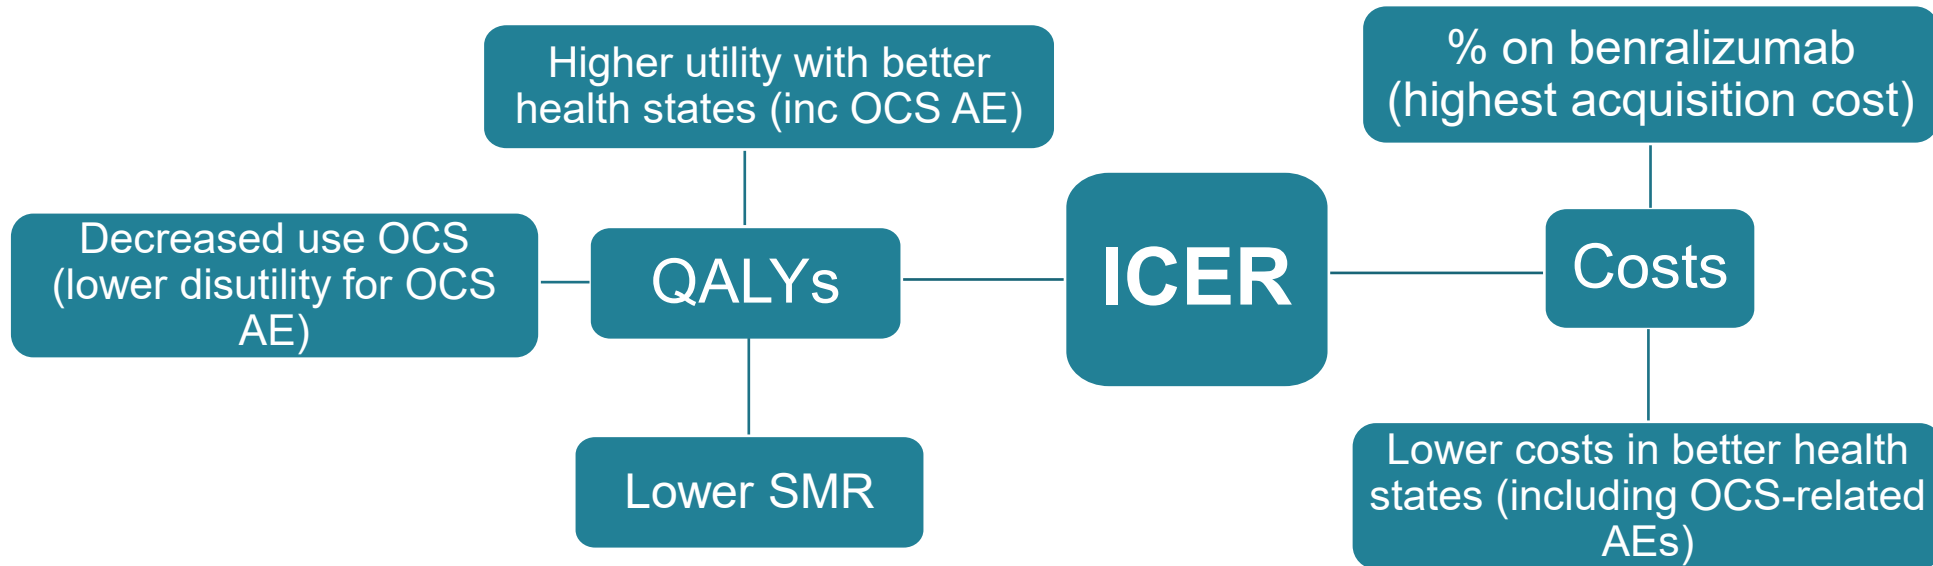 Higher utility with better
health states (inc OCS AE)
% on benralizumab
(highest acquisition cost)
Decreased use OCS
(lower disutility for OCS
AE)
QALYs
ICER
Costs
Lower SMR
Lower costs in better health
states (including OCS-related
AEs)